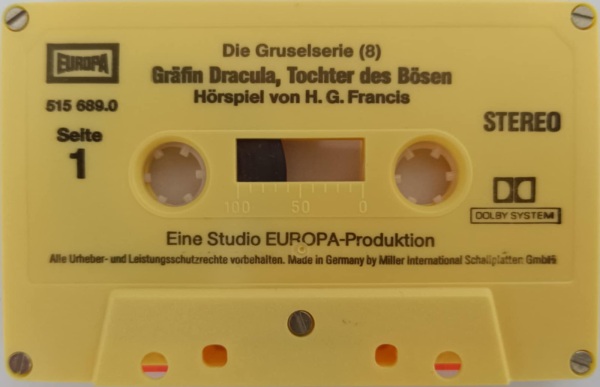 Die Gruselserie (8)
EUROPA
Gräfin Dracula, Tochter des Bösen
515 689.0
Hörspiel von H. G. Francis
Seite
1
STEREO
100 50 0
DOLBY SYSTEM
Eine Studio EUROPA-Produktion
Alle Urheber- und Leistungsschutzrechte vorbehalten. Made in Germany by Miller International Schallplatten GmbH